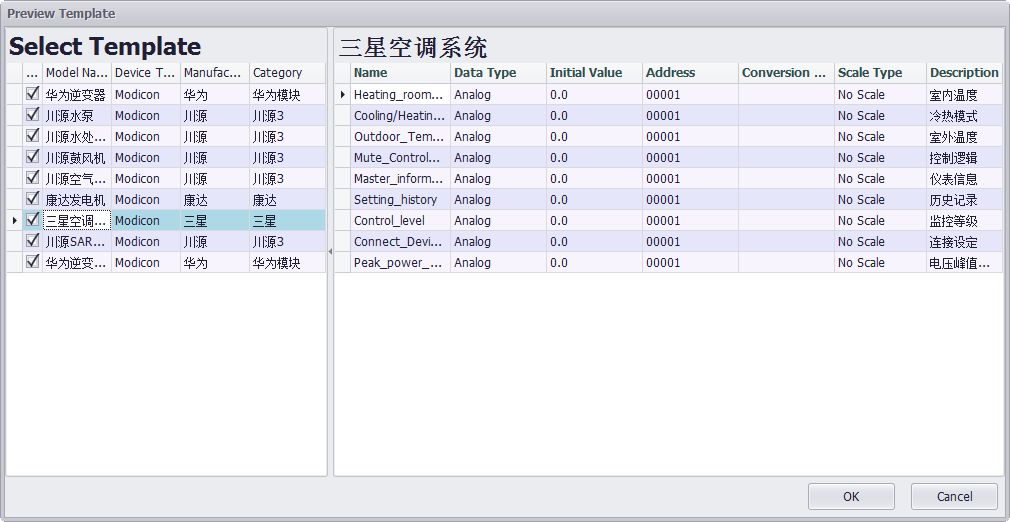 Preview Template
Select Template
... Model Na... Device T... Manufac... Category
华为逆变器 Modicon 华为 华为模块
川源水泵 Modicon 川源 川源3
川源水处... Modicon 川源 川源3
川源鼓风机 Modicon 川源 川源3
川源空气... Modicon 川源 川源3
康达发电机 Modicon 康达 康达
三星空调... Modicon 三星 三星
川源SAR... Modicon 川源 川源3
华为逆变... Modicon 华为 华为模块
三星空调系统
Name Data Type Initial Value Address Conversion ... Scale Type Description
Heating_room... Analog 0.0 00001 No Scale 室内温度
Cooling/Heatin... Analog 0.0 00001 No Scale 冷热模式
Outdoor_Tem... Analog 0.0 00001 No Scale 室外温度
Mute_Control... Analog 0.0 00001 No Scale 控制逻辑
Master_inform... Analog 0.0 00001 No Scale 仪表信息
Setting_history Analog 0.0 00001 No Scale 历史记录
Control_level Analog 0.0 00001 No Scale 监控等级
Connect_Devi... Analog 0.0 00001 No Scale 连接设定
Peak_power_... Analog 0.0 00001 No Scale 电压峰值...
OK Cancel